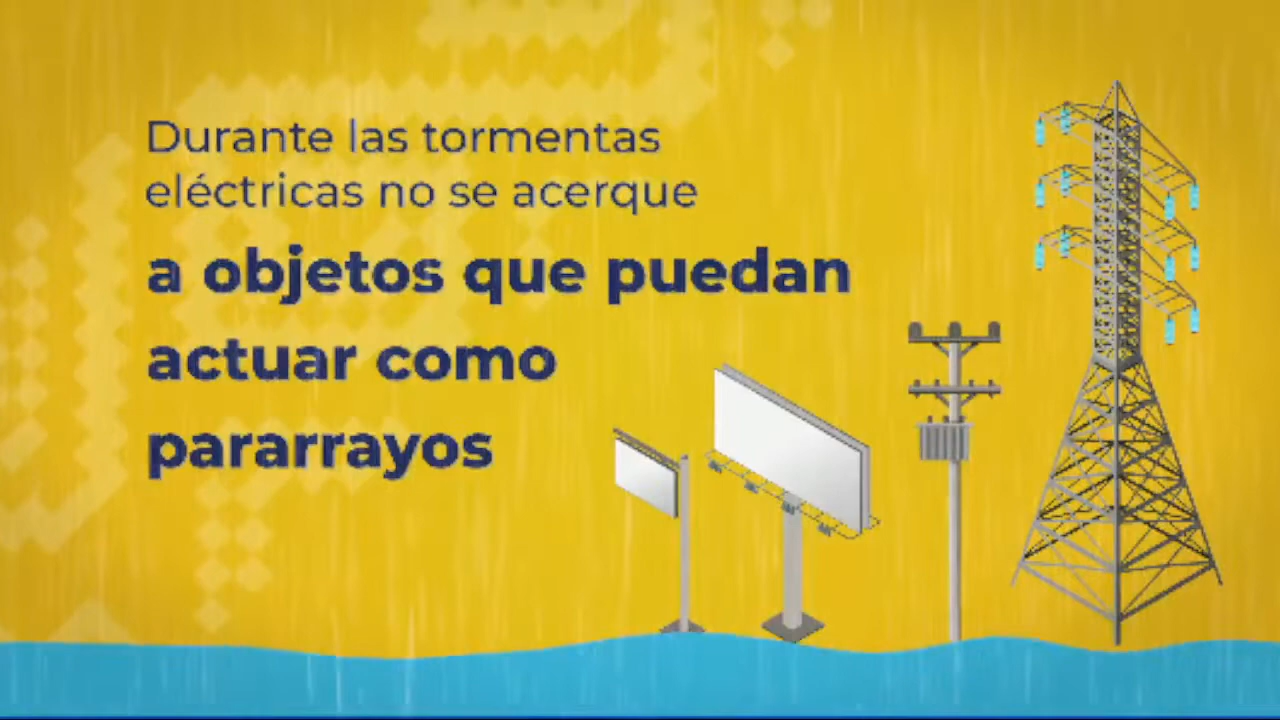 Durante las tormentas
eléctricas no se acerque
a objetos que puedan
actuar como
pararrayos